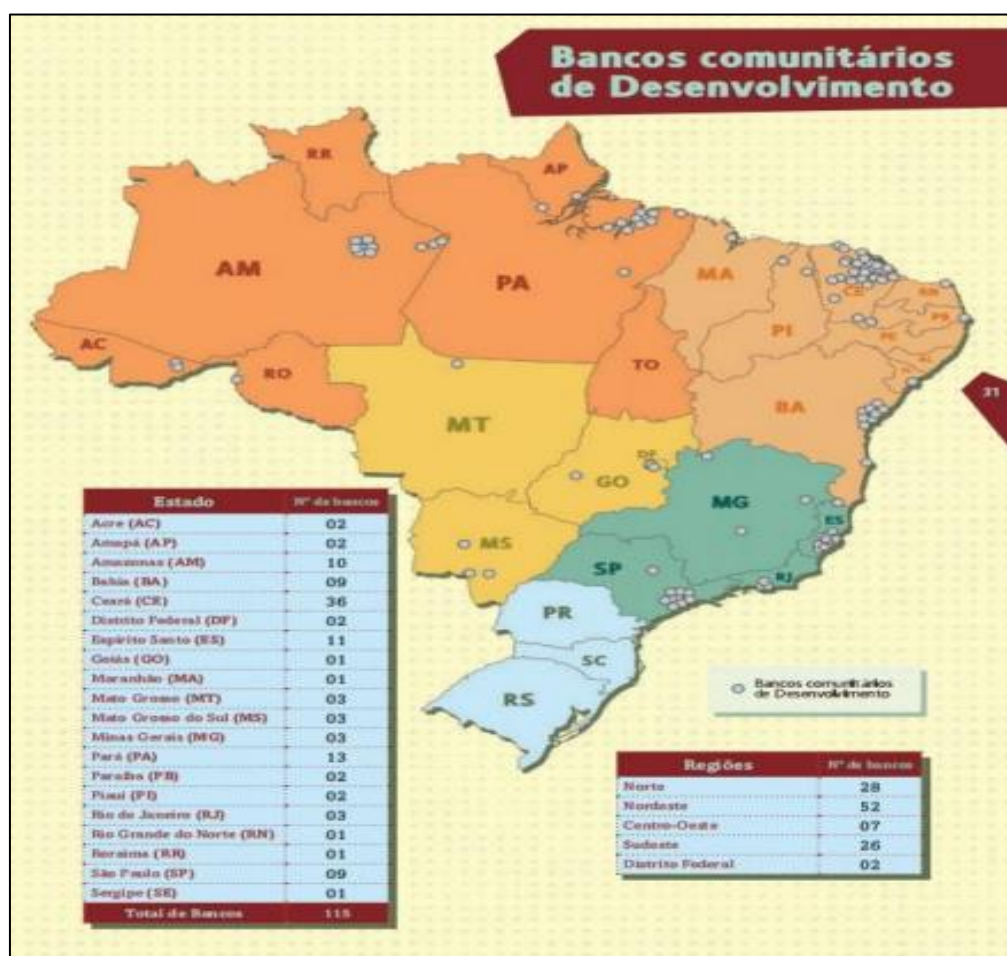 Bancos comunitários
de Desenvolvimento
RR
AP
AM
PA
MA
CE
RN
PB
PI
PE
AL
AC
RO
TO
BA
31
MT
DF
GO
MG
ES
MS
SP
RJ
PR
SC
RS
Bancos comunitários
de Desenvolvimento
Estado Nº de bancos
Acre (AC) 02
Amapá (AP) 02
Amazonas (AM) 10
Bahia (BA) 09
Ceará (CE) 36
Distrito Federal (DF) 02
Espírito Santo (ES) 11
Goiás (GO) 01
Maranhão (MA) 01
Mato Grosso (MT) 03
Mato Grosso do Sul (MS) 03
Minas Gerais (MG) 03
Pará (PA) 13
Paraíba (PB) 02
Piauí (PI) 02
Rio de Janeiro (RJ) 03
Rio Grande do Norte (RN) 01
Roraima (RR) 01
São Paulo (SP) 09
Sergipe (SE) 01
Total de Bancos 115
Regiões Nº de bancos
Norte 28
Nordeste 52
Centro-Oeste 07
Sudeste 26
Distrito Federal 02